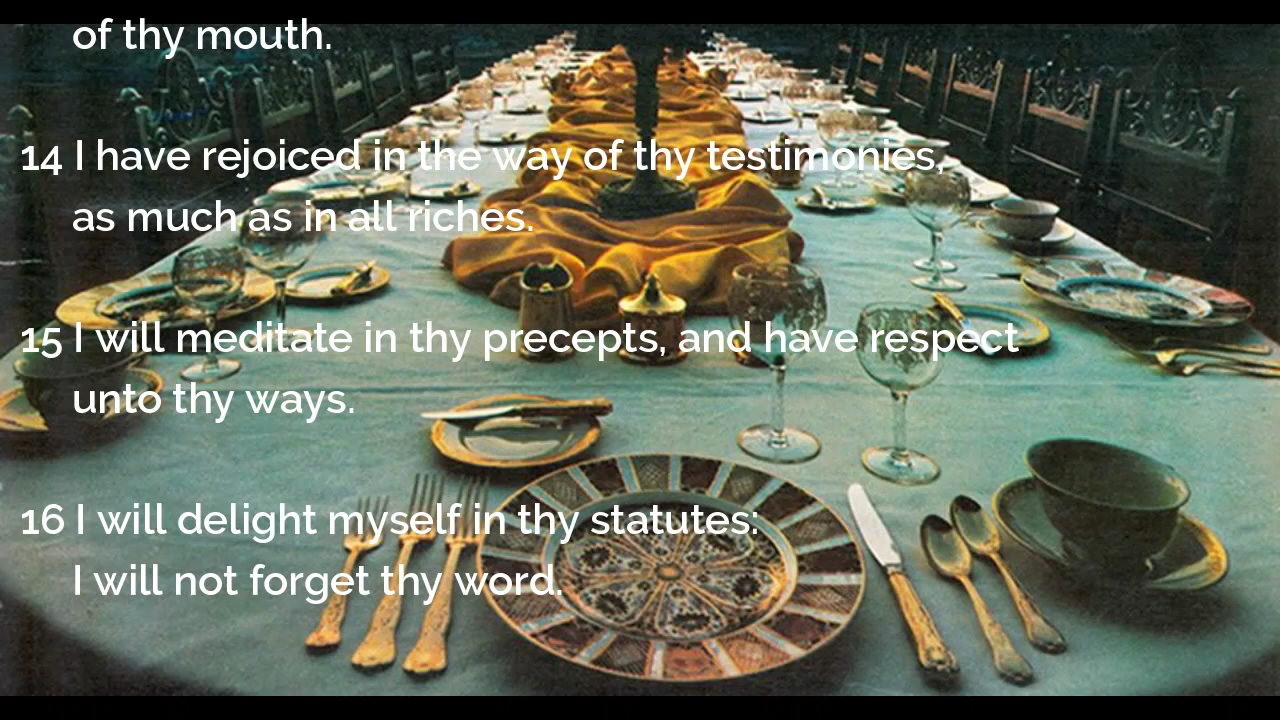 of thy mouth.
14 I have rejoiced in the way of thy testimonies,
as much as in all riches.
15 I will meditate in thy precepts, and have respect
unto thy ways.
16 I will delight myself in thy statutes:
I will not forget thy word.